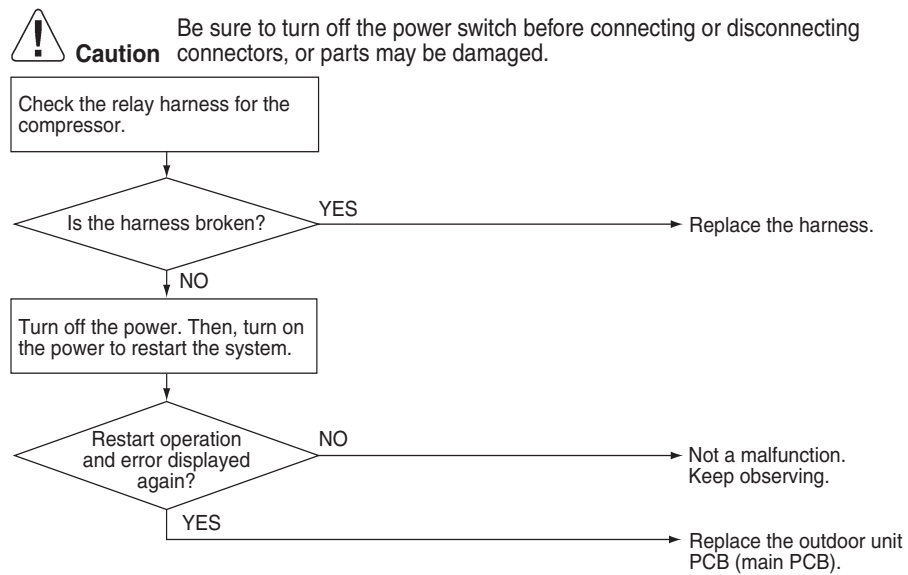 Be sure to turn off the power switch before connecting or disconnecting
Caution connectors, or parts may be damaged.
Check the relay harness for the
compressor.
Is the harness broken?
YES
Replace the harness.
NO
Turn off the power. Then, turn on
the power to restart the system.
Restart operation
and error displayed
again?
NO
Not a malfunction.
Keep observing.
YES
Replace the outdoor unit
PCB (main PCB).